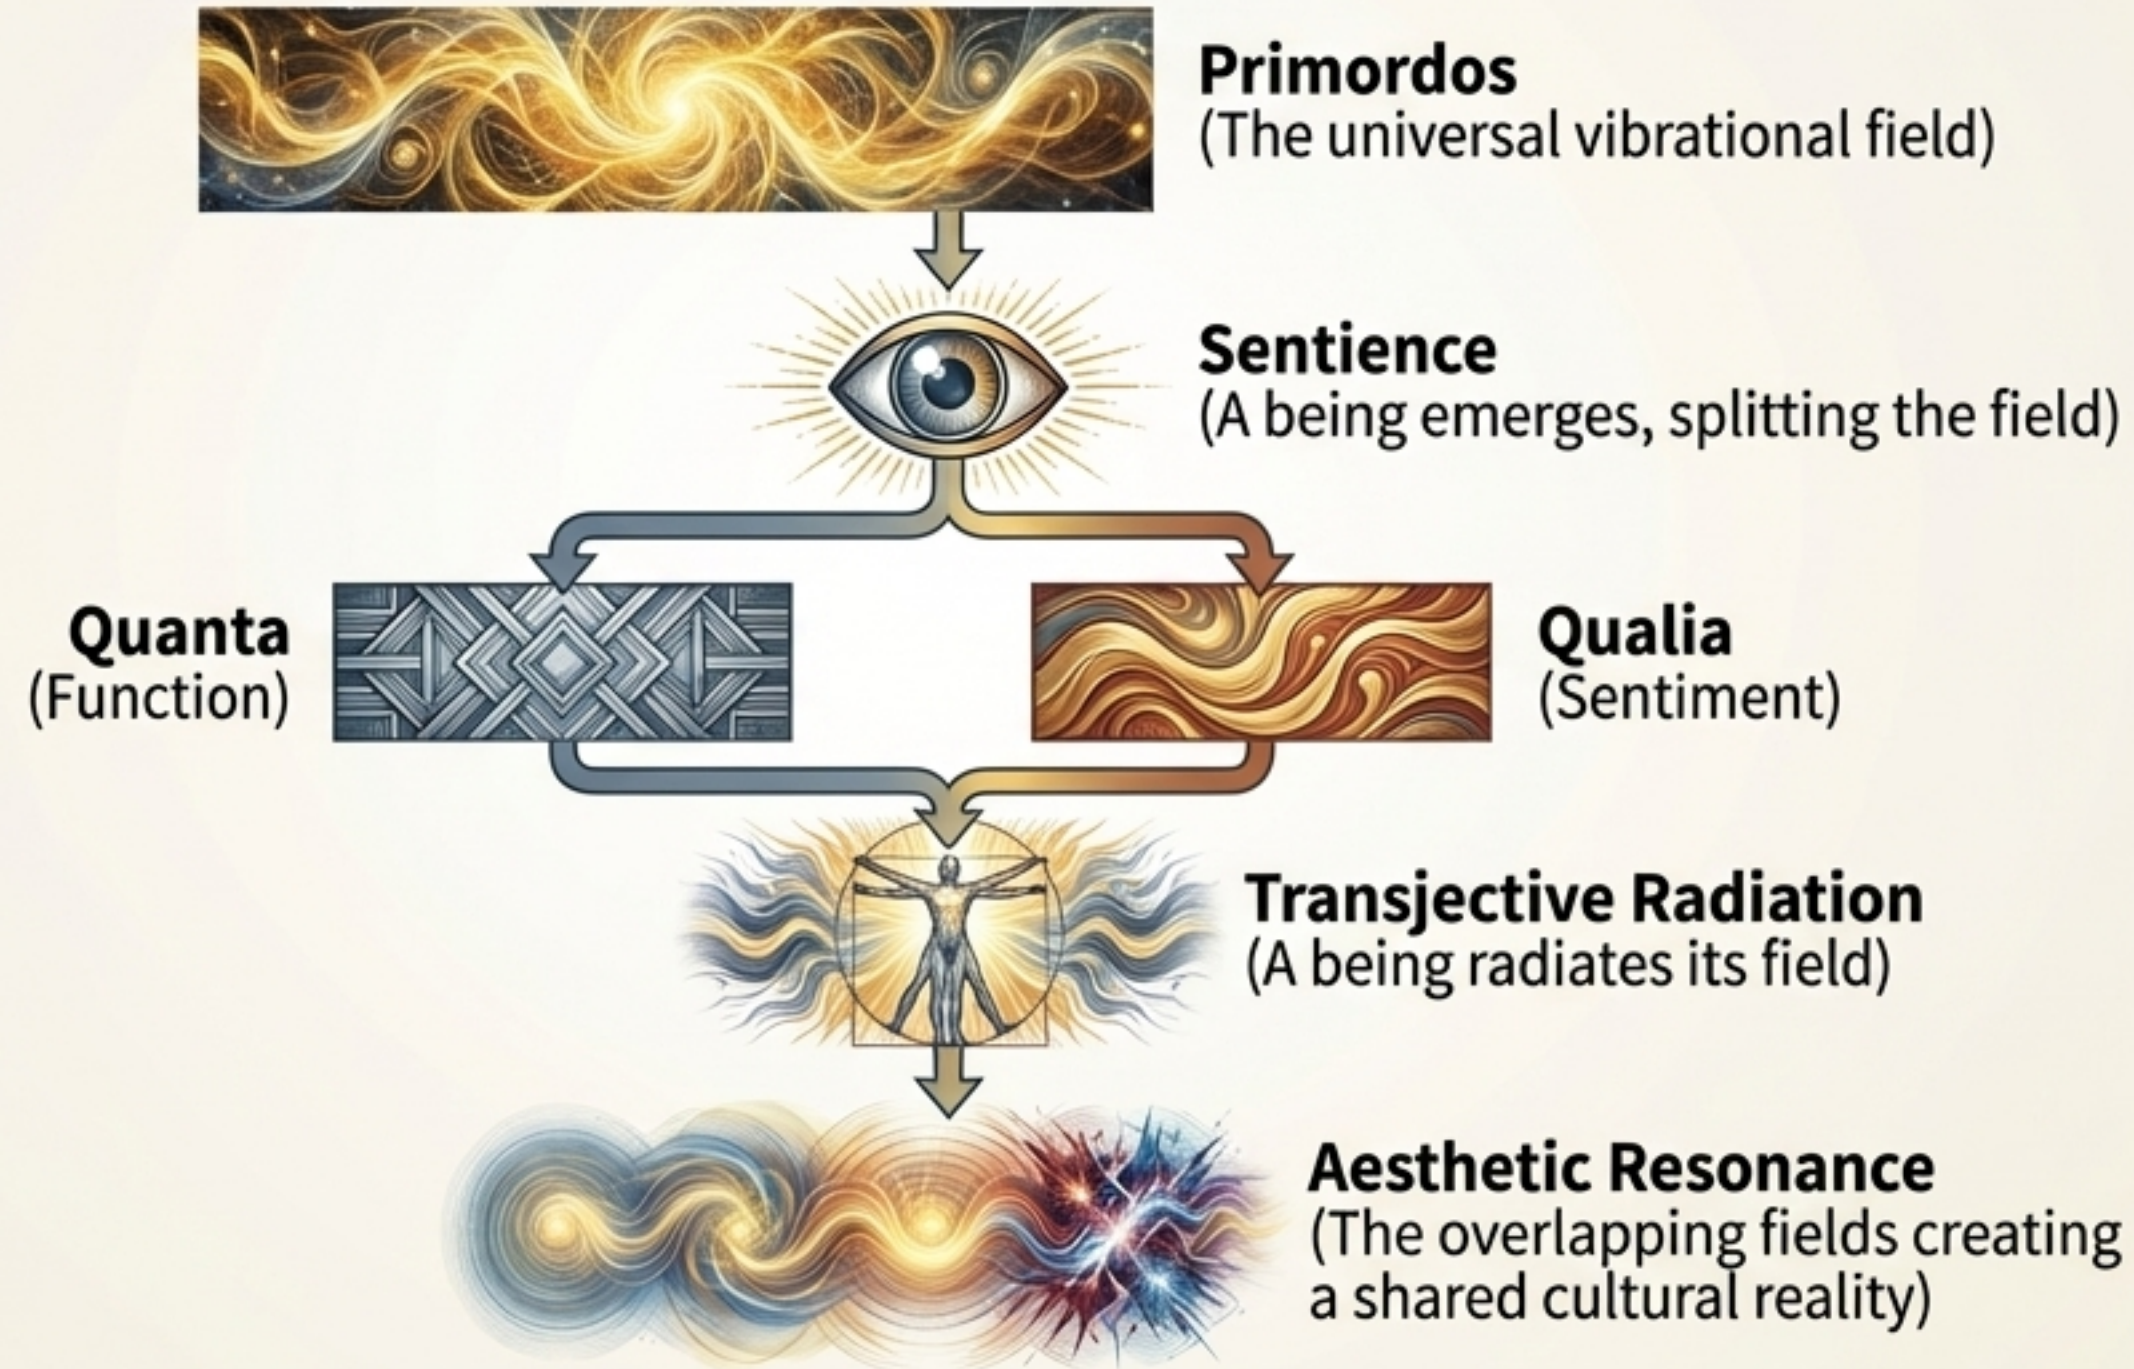 Primordos
(The universal vibrational field)
Sentience
(A being emerges, splitting the field)
Quanta
(Function)
Qualia
(Sentiment)
Transjective Radiation
(A being radiates its field)
Aesthetic Resonance
(The overlapping fields creating
a shared cultural reality)